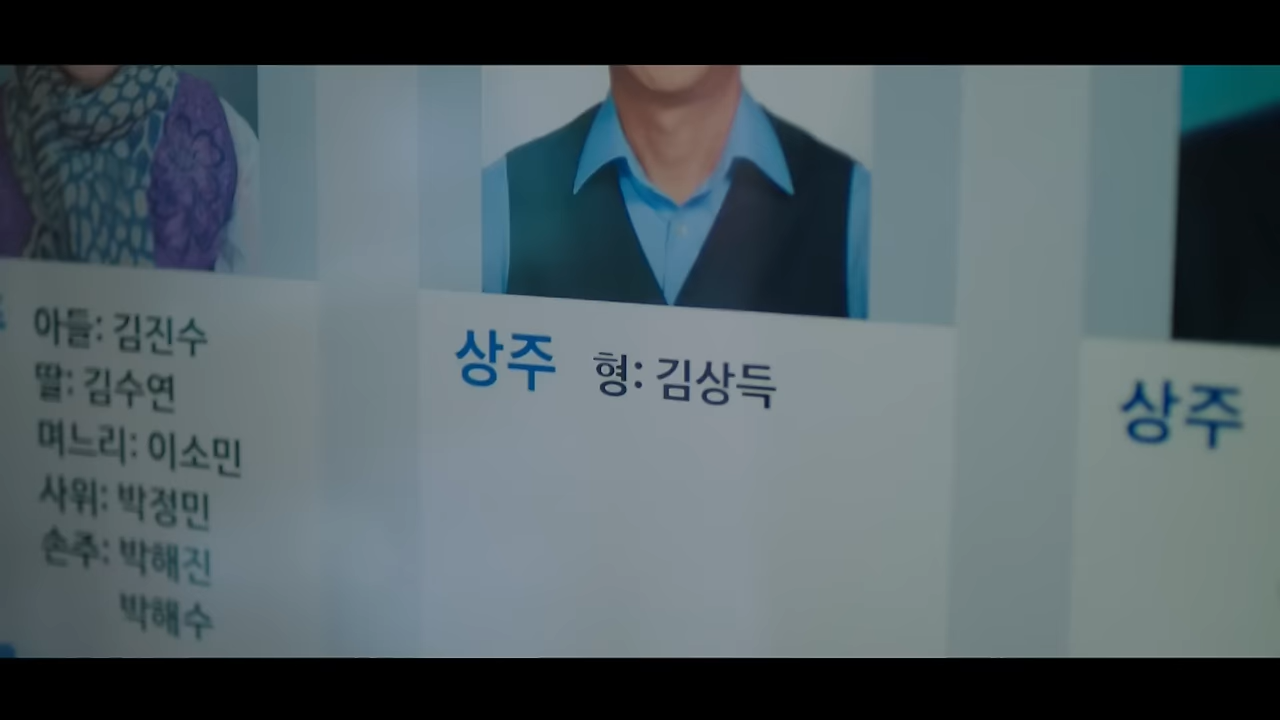 아들: 김진수
딸: 김수연
며느리: 이소민
사위: 박정민
손주: 박해진
박해수
상주 형: 김상득
상주